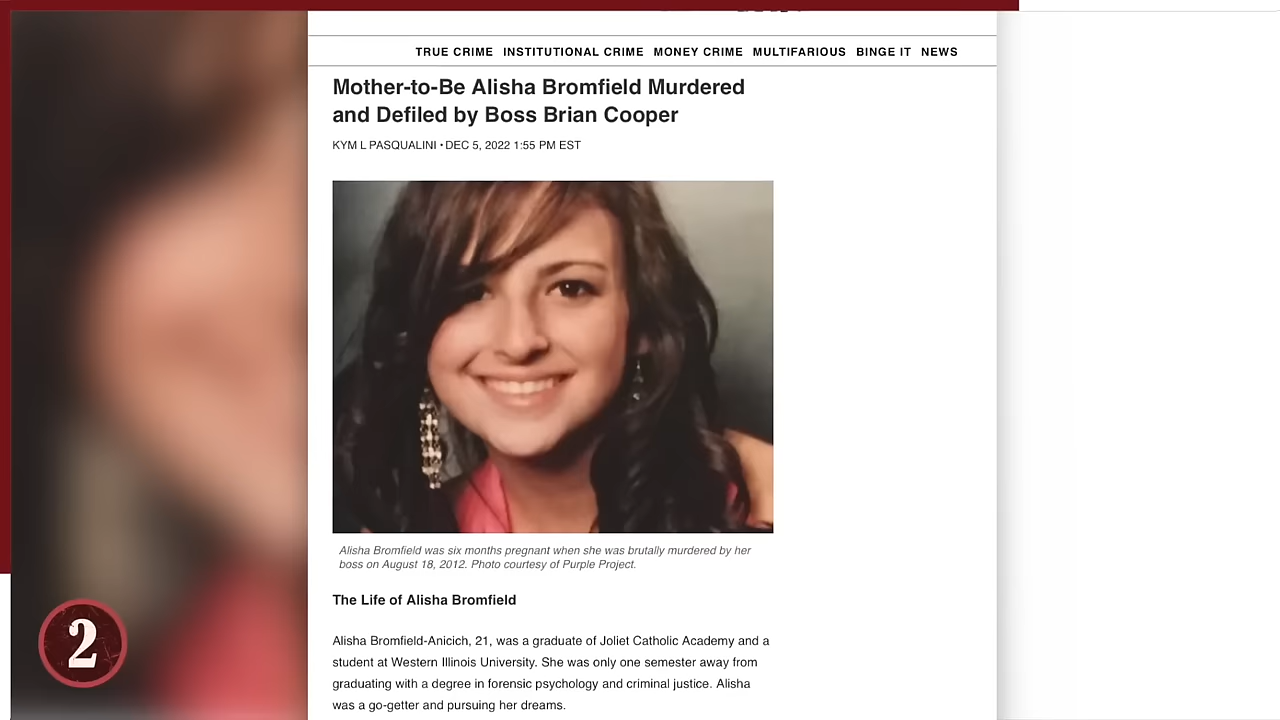 TRUE CRIME INSTITUTIONAL CRIME MONEY CRIME MULTIFARIOUS BINGE IT NEWS
Mother-to-Be Alisha Bromfield Murdered
and Defiled by Boss Brian Cooper
KYM L PASQUALINI • DEC 5, 2022 1:55 PM EST
Alisha Bromfield was six months pregnant when she was brutally murdered by her
boss on August 18, 2012. Photo courtesy of Purple Project.
The Life of Alisha Bromfield
Alisha Bromfield-Anicich, 21, was a graduate of Joliet Catholic Academy and a
student at Western Illinois University. She was only one semester away from
graduating with a degree in forensic psychology and criminal justice. Alisha
was a go-getter and pursuing her dreams.
2